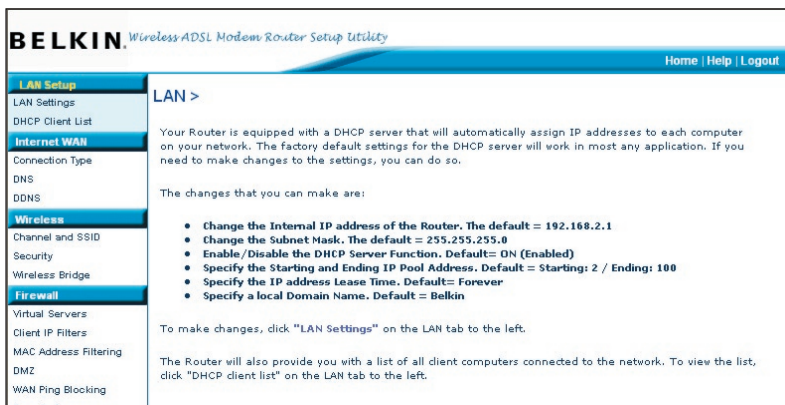 BELKIN. Wireless ADSL Modem Router Setup Utility
Home | Help | Logout
LAN Setup
LAN Settings
DHCP Client List
Internet WAN
Connection Type
DNS
DDNS
Wireless
Channel and SSID
Security
Wireless Bridge
Firewall
Virtual Servers
Client IP Filters
MAC Address Filtering
DMZ
WAN Ping Blocking
LAN >
Your Router is equipped with a DHCP server that will automatically assign IP addresses to each computer
on your network. The factory default settings for the DHCP server will work in most any application. If you
need to make changes to the settings, you can do so.
The changes that you can make are:
• Change the Internal IP address of the Router. The default = 192.168.2.1
• Change the Subnet Mask. The default = 255.255.255.0
• Enable/Disable the DHCP Server Function. Default= ON (Enabled)
• Specify the Starting and Ending IP Pool Address. Default = Starting: 2 / Ending: 100
• Specify the IP address Lease Time. Default= Forever
• Specify a local Domain Name. Default = Belkin
To make changes, click "LAN Settings" on the LAN tab to the left.
The Router will also provide you with a list of all client computers connected to the network. To view the list,
click "DHCP client list" on the LAN tab to the left.